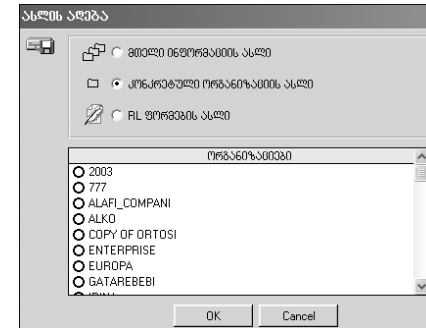 ასლის აღება
მთელი ინფორმაციის ასლი
კონკრეტული ორგანიზაციის ასლი
RL ფორმების ასლი
ორგანიზაციები
2003
777
ALAFI_COMPANI
ALKO
COPY OF ORTOSI
ENTERPRISE
EUROPA
GATAREBEBI
OK Cancel